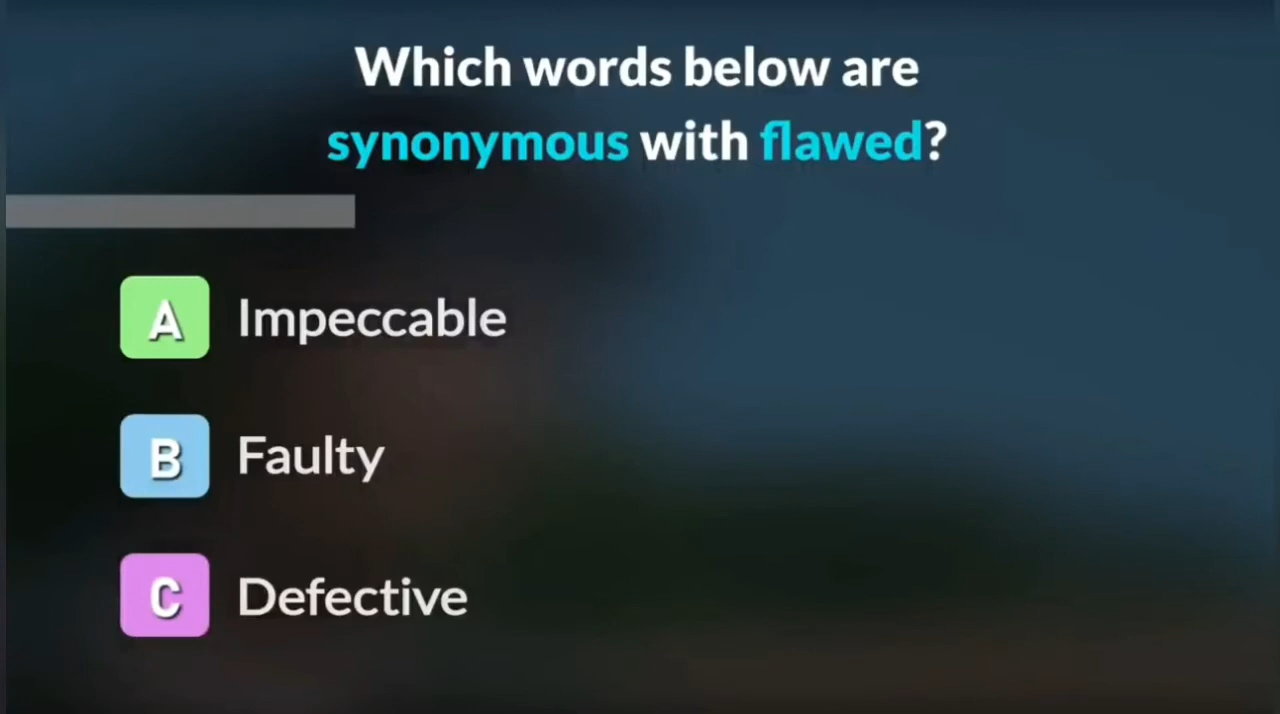 Which words below are
synonymous with flawed?
A Impeccable
B Faulty
C Defective